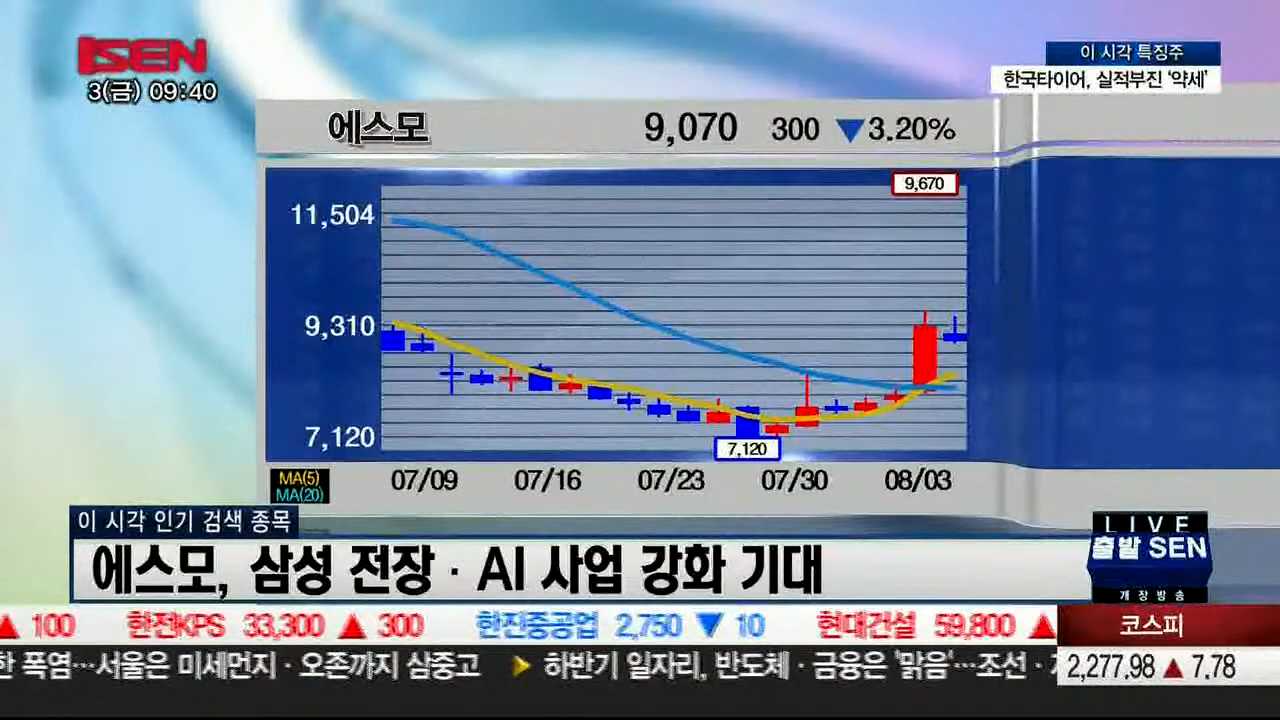 SEN
3(금) 09:40
이 시각 특징주
한국타이어, 실적부진 '약세'
에스모 9,070 300 ▼3.20%
9,670
11,504
9,310
7,120
7,120
MA(5)
MA(20)
07/09 07/16 07/23 07/30 08/03
이 시각 인기 검색 종목
에스모, 삼성 전장·AI 사업 강화 기대
LIVE
출발 SEN
개장방송
▲ 100 한전KPS 33,300 ▲ 300 한진중공업 2,750 ▼ 10 현대건설 59,800 ▲
코스피
한 폭염…서울은 미세먼지·오존까지 삼중고 ▶ 하반기 일자리, 반도체·금융은 '맑음'…조선·
2,277.98 ▲ 7.78